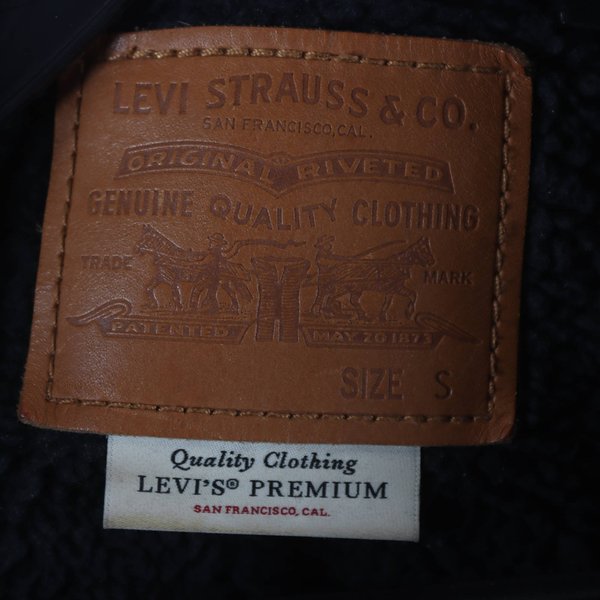 LEVI STRAUSS & CO.
SAN FRANCISCO, CAL.
ORIGINAL RIVETED
GENUINE QUALITY CLOTHING
TRADE MARK
PATENTED MAY 20 1873
SIZE S
Quality Clothing
LEVI'S® PREMIUM
SAN FRANCISCO, CAL.